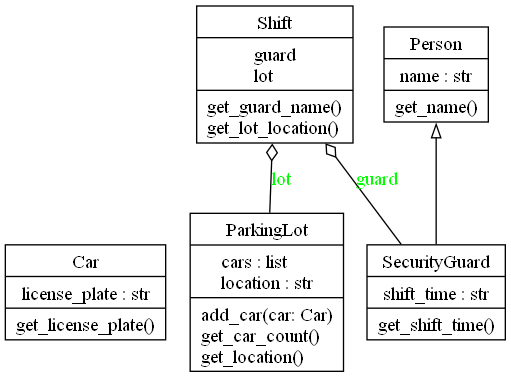 Shift
guard
lot
get_guard_name()
get_lot_location()
Person
name : str
get_name()
lot
guard
Car
license_plate : str
get_license_plate()
ParkingLot
cars : list
location : str
add_car(car: Car)
get_car_count()
get_location()
SecurityGuard
shift_time : str
get_shift_time()